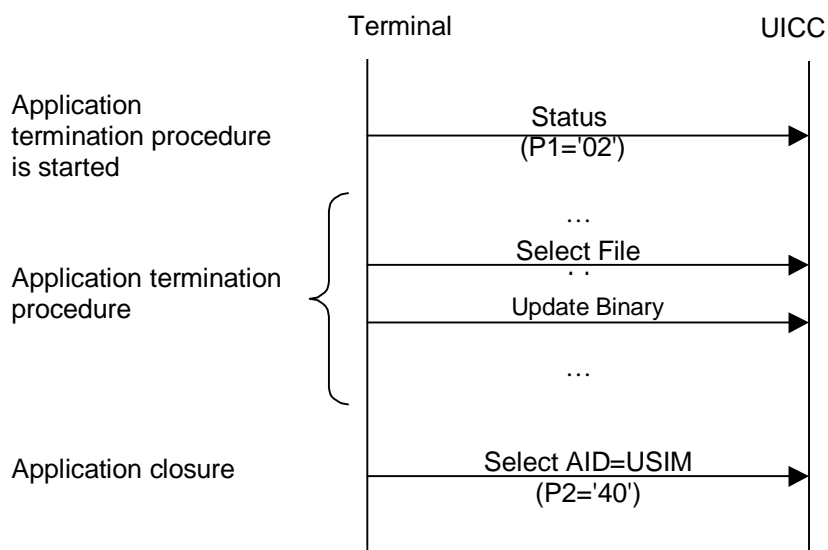 Terminal
UICC
Application
termination procedure
is started
Status
(P1='02')
...
Select File
. .
Application termination
procedure
Update Binary
...
Application closure
Select AID=USIM
(P2='40')